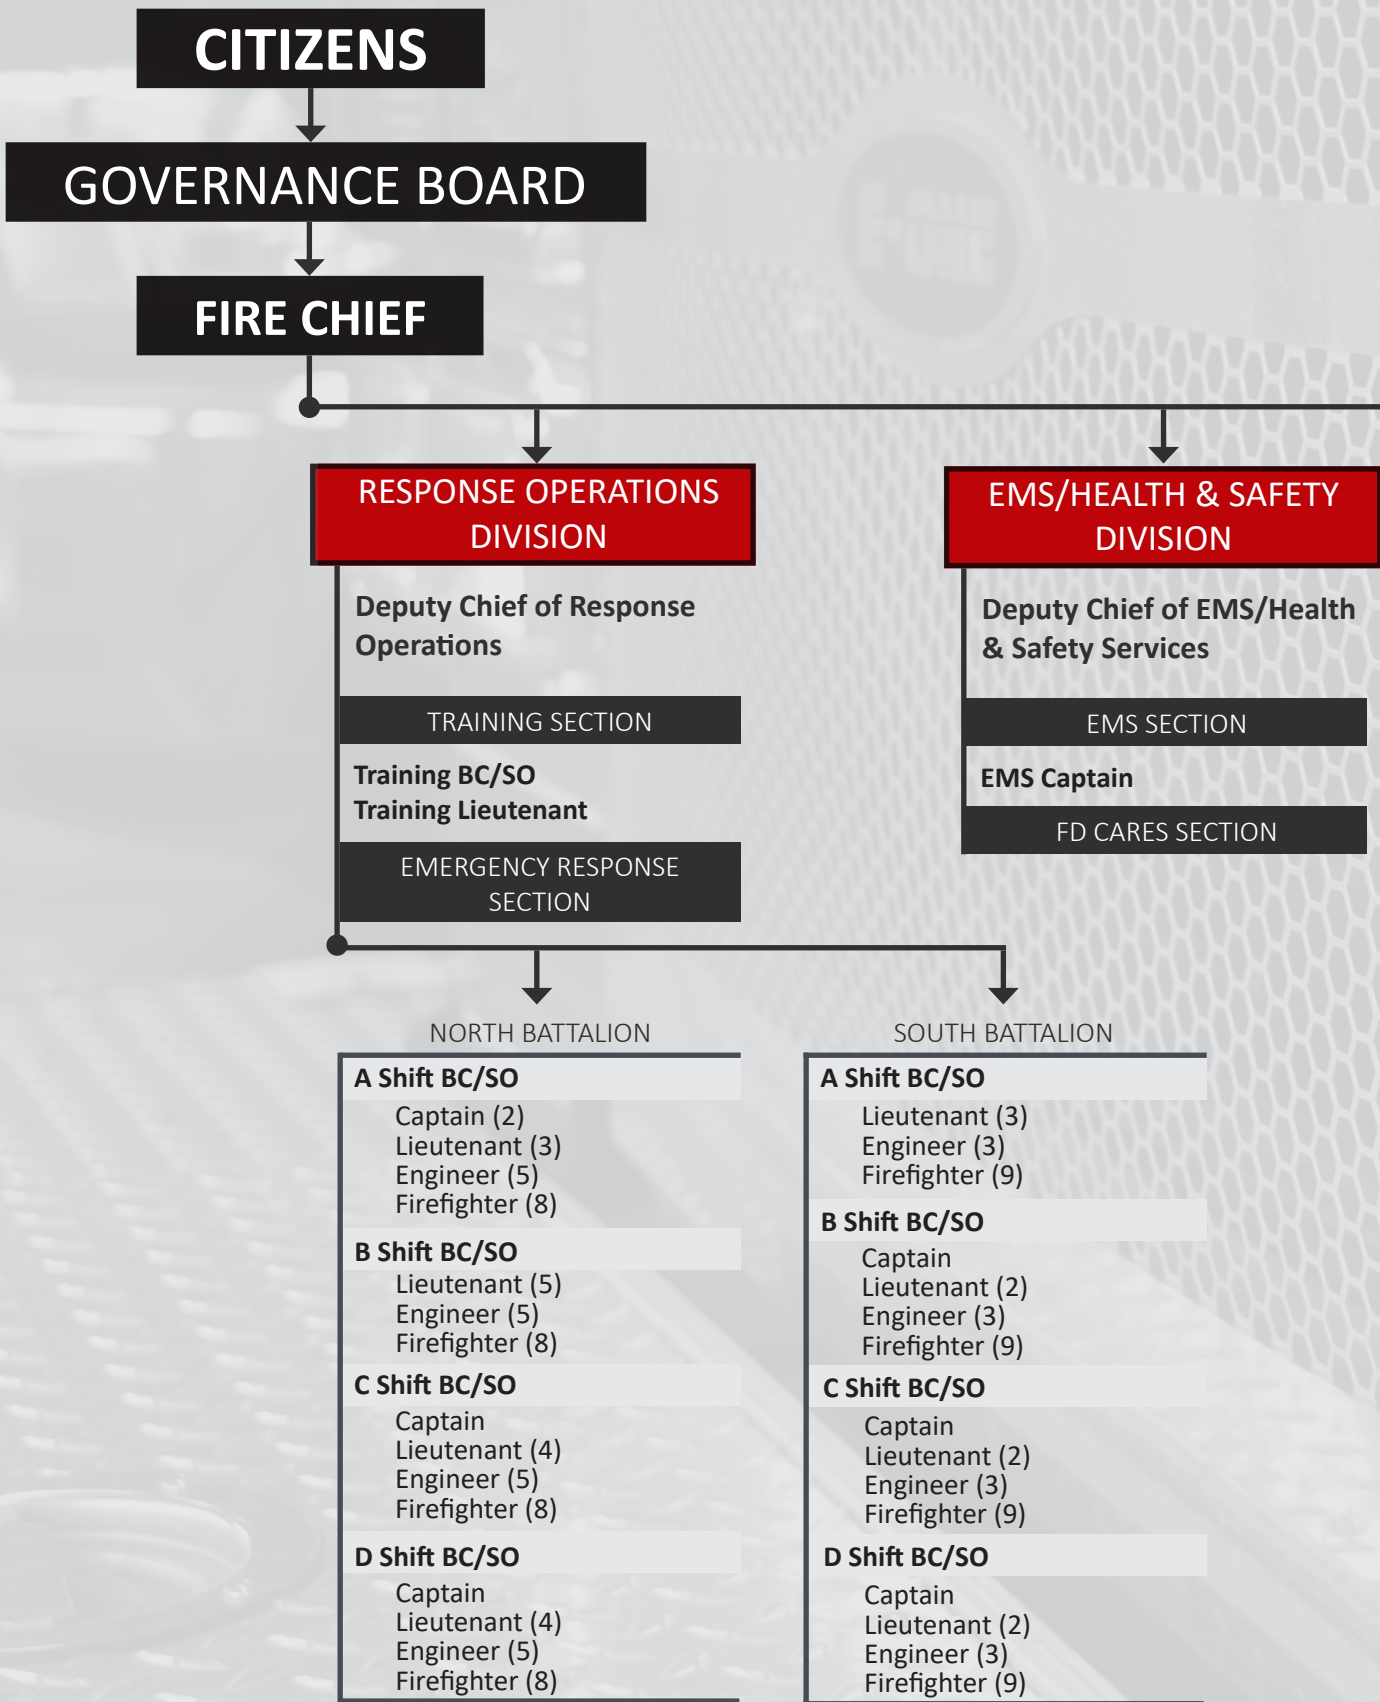 CITIZENS
GOVERNANCE BOARD
FIRE CHIEF
RESPONSE OPERATIONS
DIVISION
Deputy Chief of Response
Operations
TRAINING SECTION
Training BC/SO
Training Lieutenant
EMERGENCY RESPONSE
SECTION
EMS/HEALTH & SAFETY
DIVISION
Deputy Chief of EMS/Health
& Safety Services
EMS SECTION
EMS Captain
FD CARES SECTION
NORTH BATTALION
A Shift BC/SO
Captain (2)
Lieutenant (3)
Engineer (5)
Firefighter (8)
B Shift BC/SO
Lieutenant (5)
Engineer (5)
Firefighter (8)
C Shift BC/SO
Captain
Lieutenant (4)
Engineer (5)
Firefighter (8)
D Shift BC/SO
Captain
Lieutenant (4)
Engineer (5)
Firefighter (8)
SOUTH BATTALION
A Shift BC/SO
Lieutenant (3)
Engineer (3)
Firefighter (9)
B Shift BC/SO
Captain
Lieutenant (2)
Engineer (3)
Firefighter (9)
C Shift BC/SO
Captain
Lieutenant (2)
Engineer (3)
Firefighter (9)
D Shift BC/SO
Captain
Lieutenant (2)
Engineer (3)
Firefighter (9)